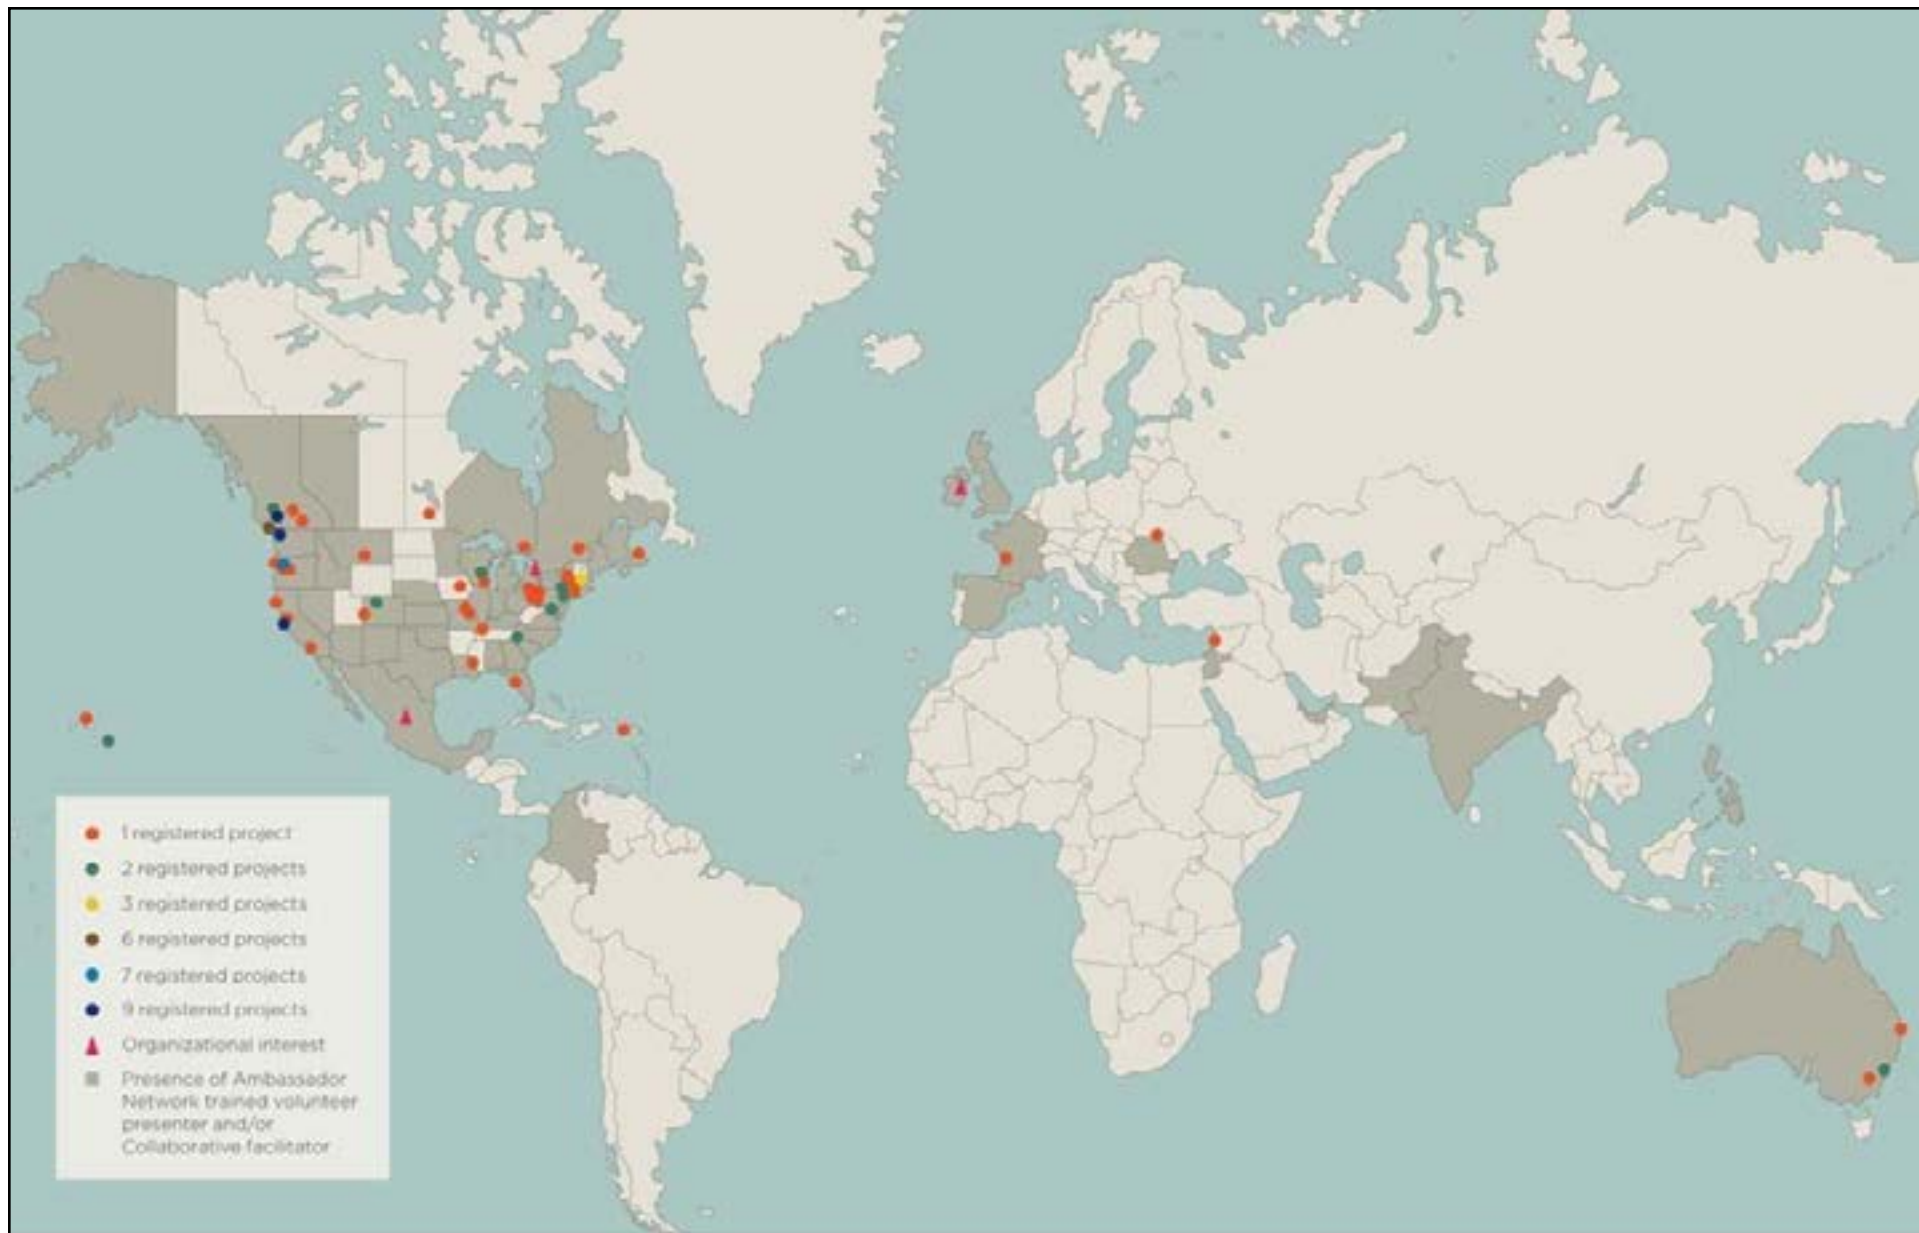 1 registered project
2 registered projects
3 registered projects
6 registered projects
7 registered projects
9 registered projects
Organizational interest
Presence of Ambassador
Network trained volunteer
presenter and/or
Collaborative facilitator